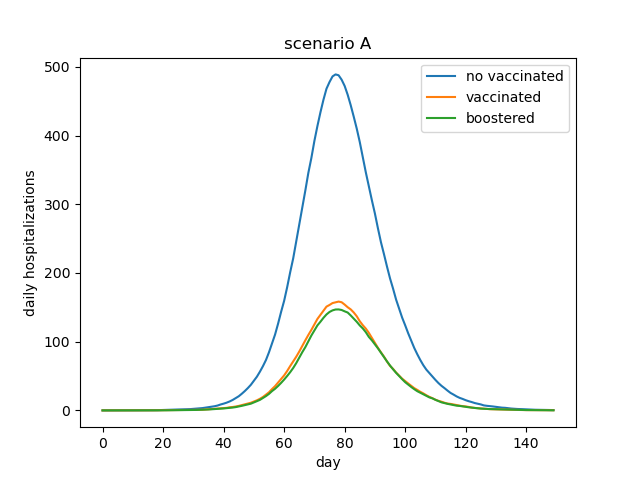 scenario A
no vaccinated
vaccinated
boostered
daily hospitalizations
500
400
300
200
100
0
0 20 40 60 80 100 120 140
day